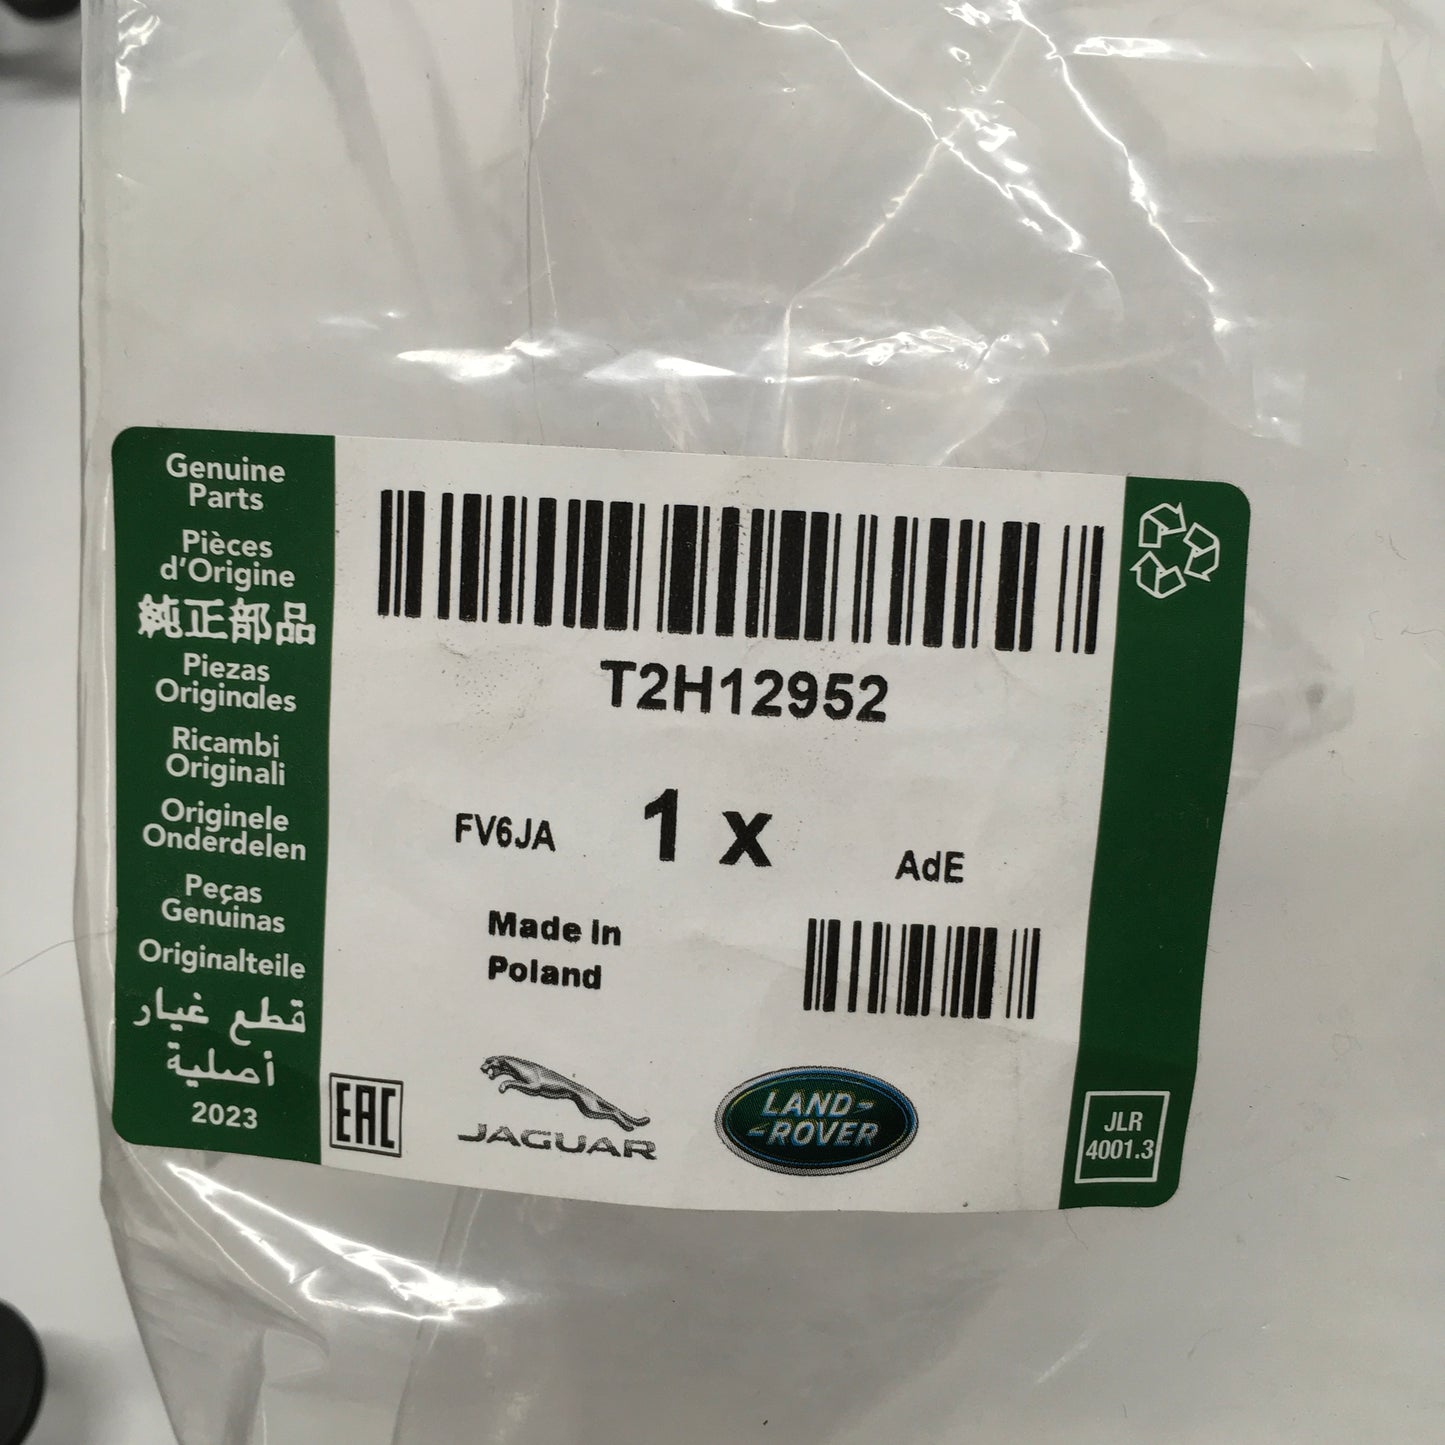 Genuine
Parts
Pièces
d'Origine
純正部品
Piezas
Originales
Ricambi
Originali
Originele
Onderdelen
Peças
Genuinas
Originalteile
قطع غيار
أصلية
2023
T2H12952
FV6JA 1 x AdE
Made in
Poland
EAC
JAGUAR
LAND-
-ROVER
JLR
4001.3